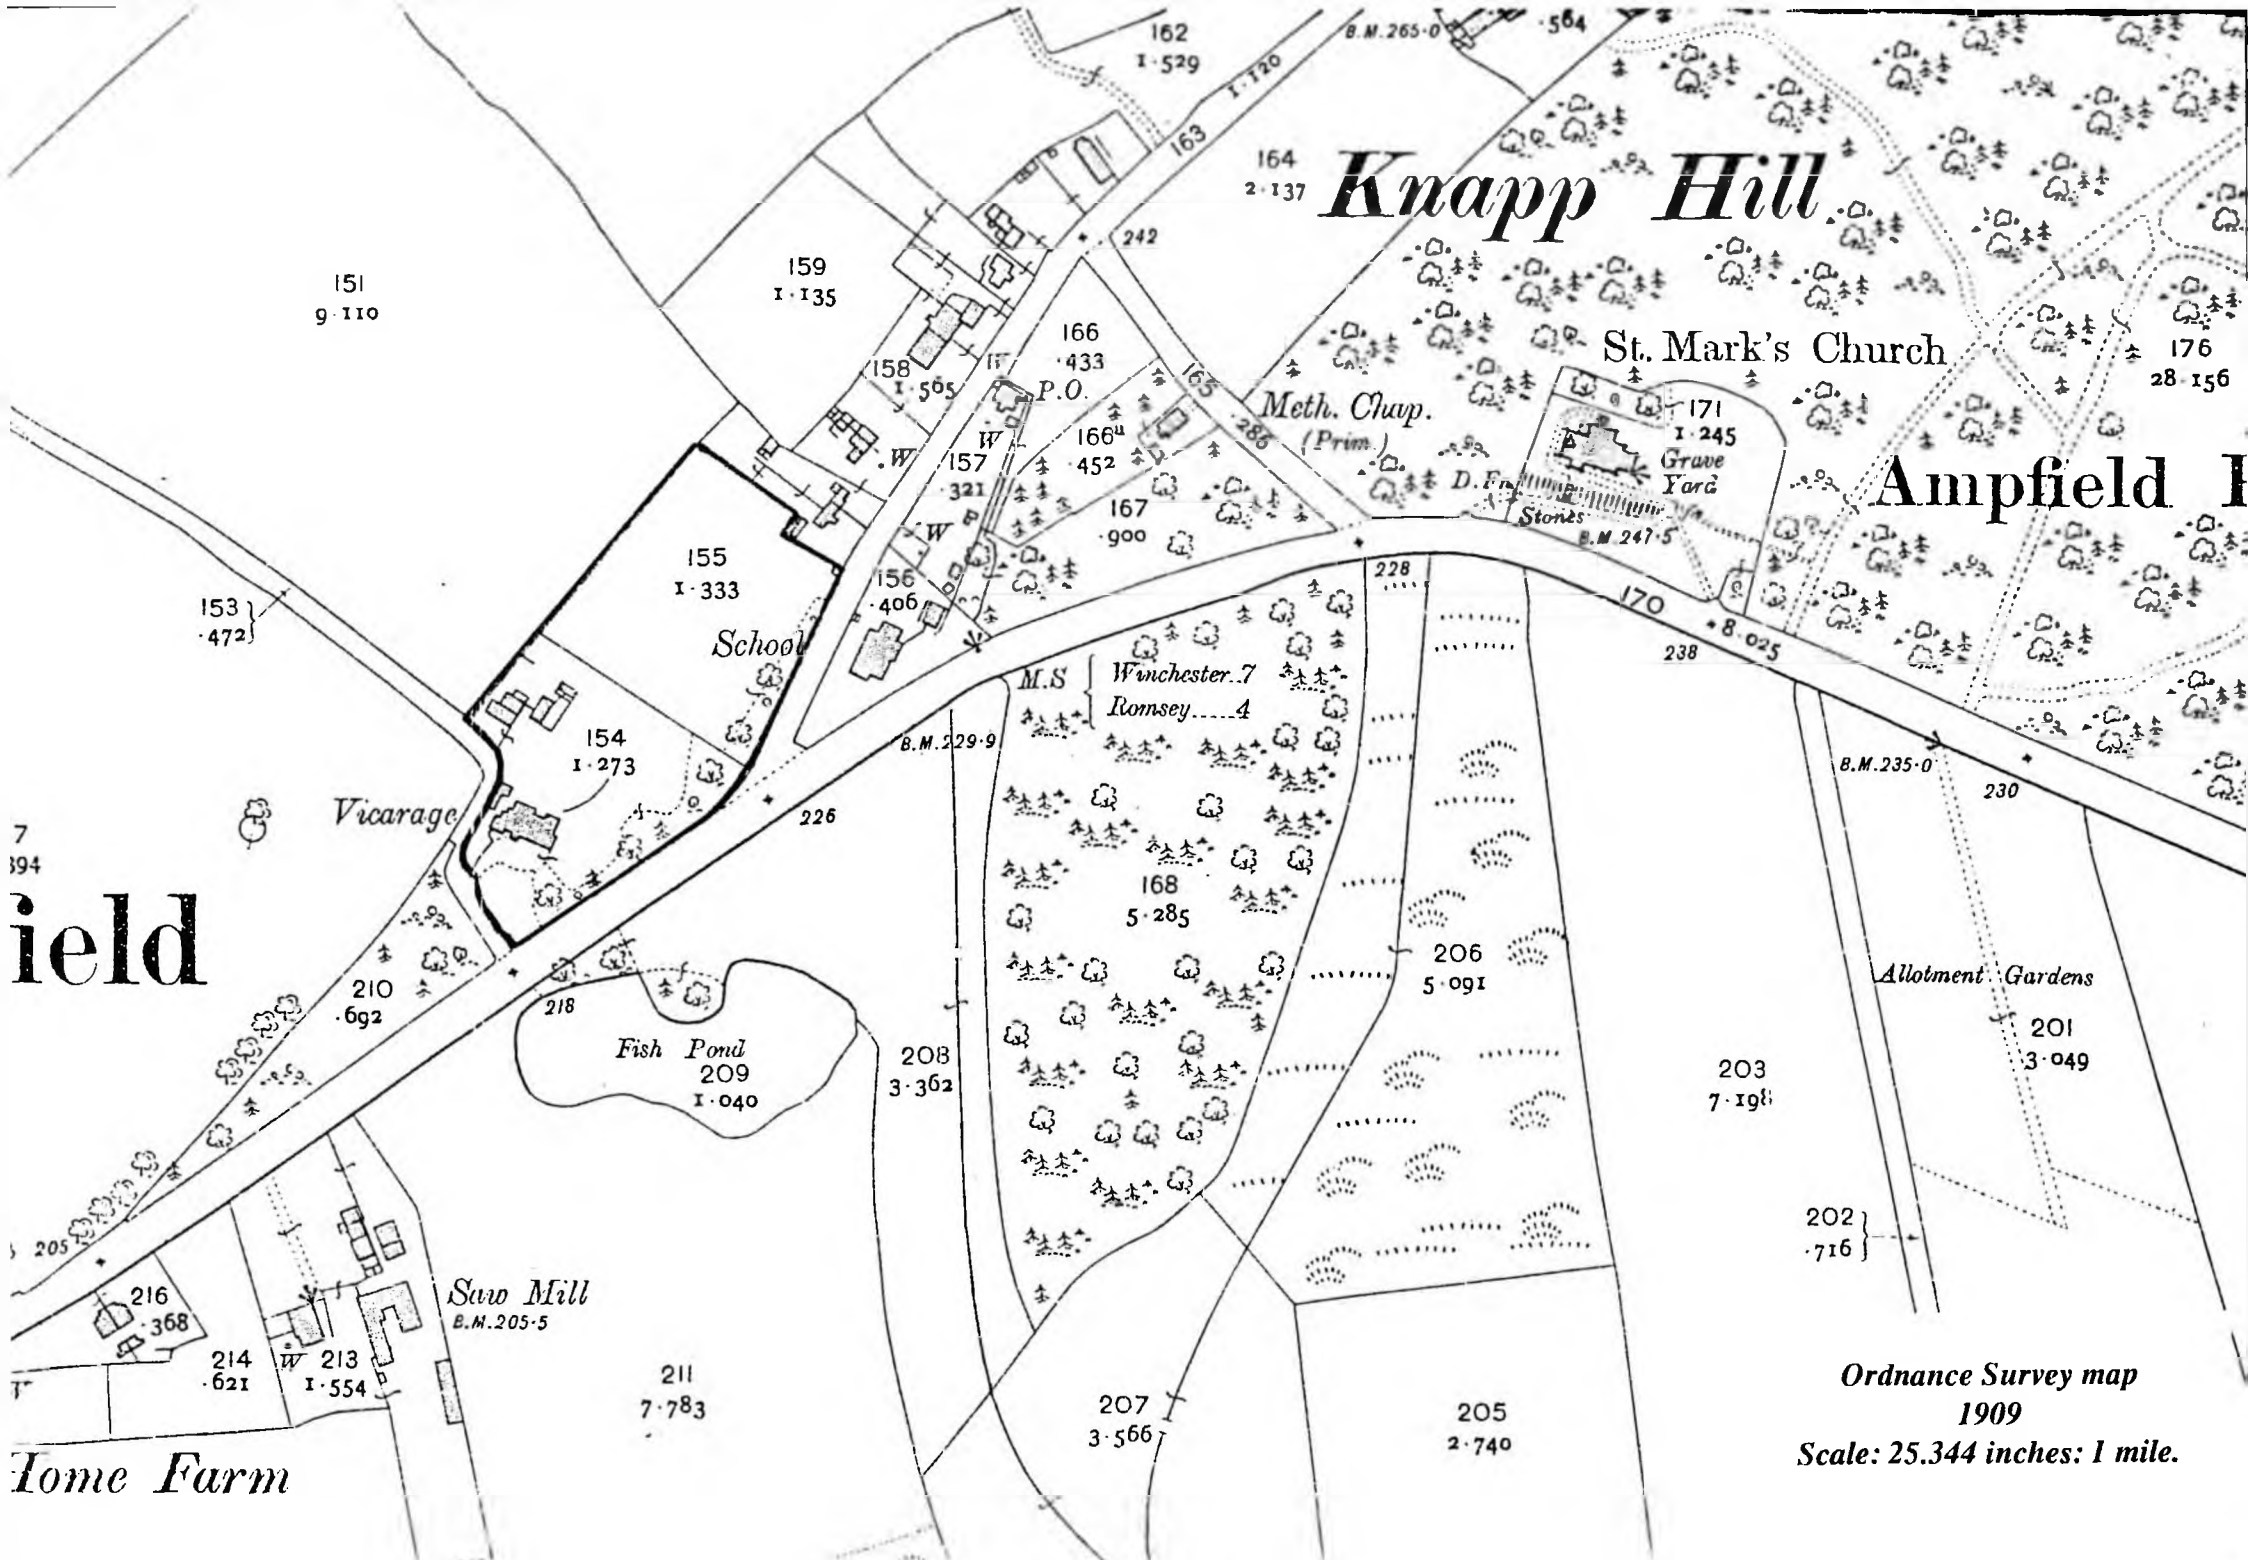 162
1·529
B.M.265·0
·564
1·120
163
164
2·137
Knapp Hill
242
151
9·110
159
1·135
166
·433
St. Mark's Church
176
28·156
158
1·565
W
P.O.
165
·286
Meth. Chap.
(Prim.)
171
1·245
Grave
Yard
166a
·452
W
W
157
·321
D.Fn
Stones
B.M.247·5
Ampfield
167
·900
W
155
1·333
156
·406
228
170
8·025
238
153
·472
School
M.S
Winchester..7
Romsey.....4
B.M.229·9
154
1·273
B.M.235·0
230
Vicarage
226
7
394
ield
168
5·285
206
5·091
210
·692
218
Fish Pond
209
1·040
208
3·362
Allotment Gardens
201
3·049
203
7·198
202
·716
205
216
·368
Saw Mill
B.M.205·5
214
·621
W
213
1·554
211
7·783
207
3·566
205
2·740
Home Farm
Ordnance Survey map
1909
Scale: 25.344 inches: 1 mile.